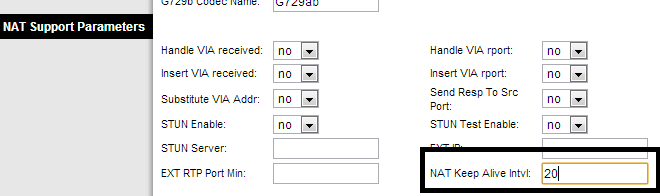 G729b Codec Name: G729ab
NAT Support Parameters
Handle VIA received: no Handle VIA rport: no
Insert VIA received: no Insert VIA rport: no
Substitute VIA Addr: no Send Resp To Src Port: no
STUN Enable: no STUN Test Enable: no
STUN Server: EXT IP:
EXT RTP Port Min: NAT Keep Alive Intvl: 20